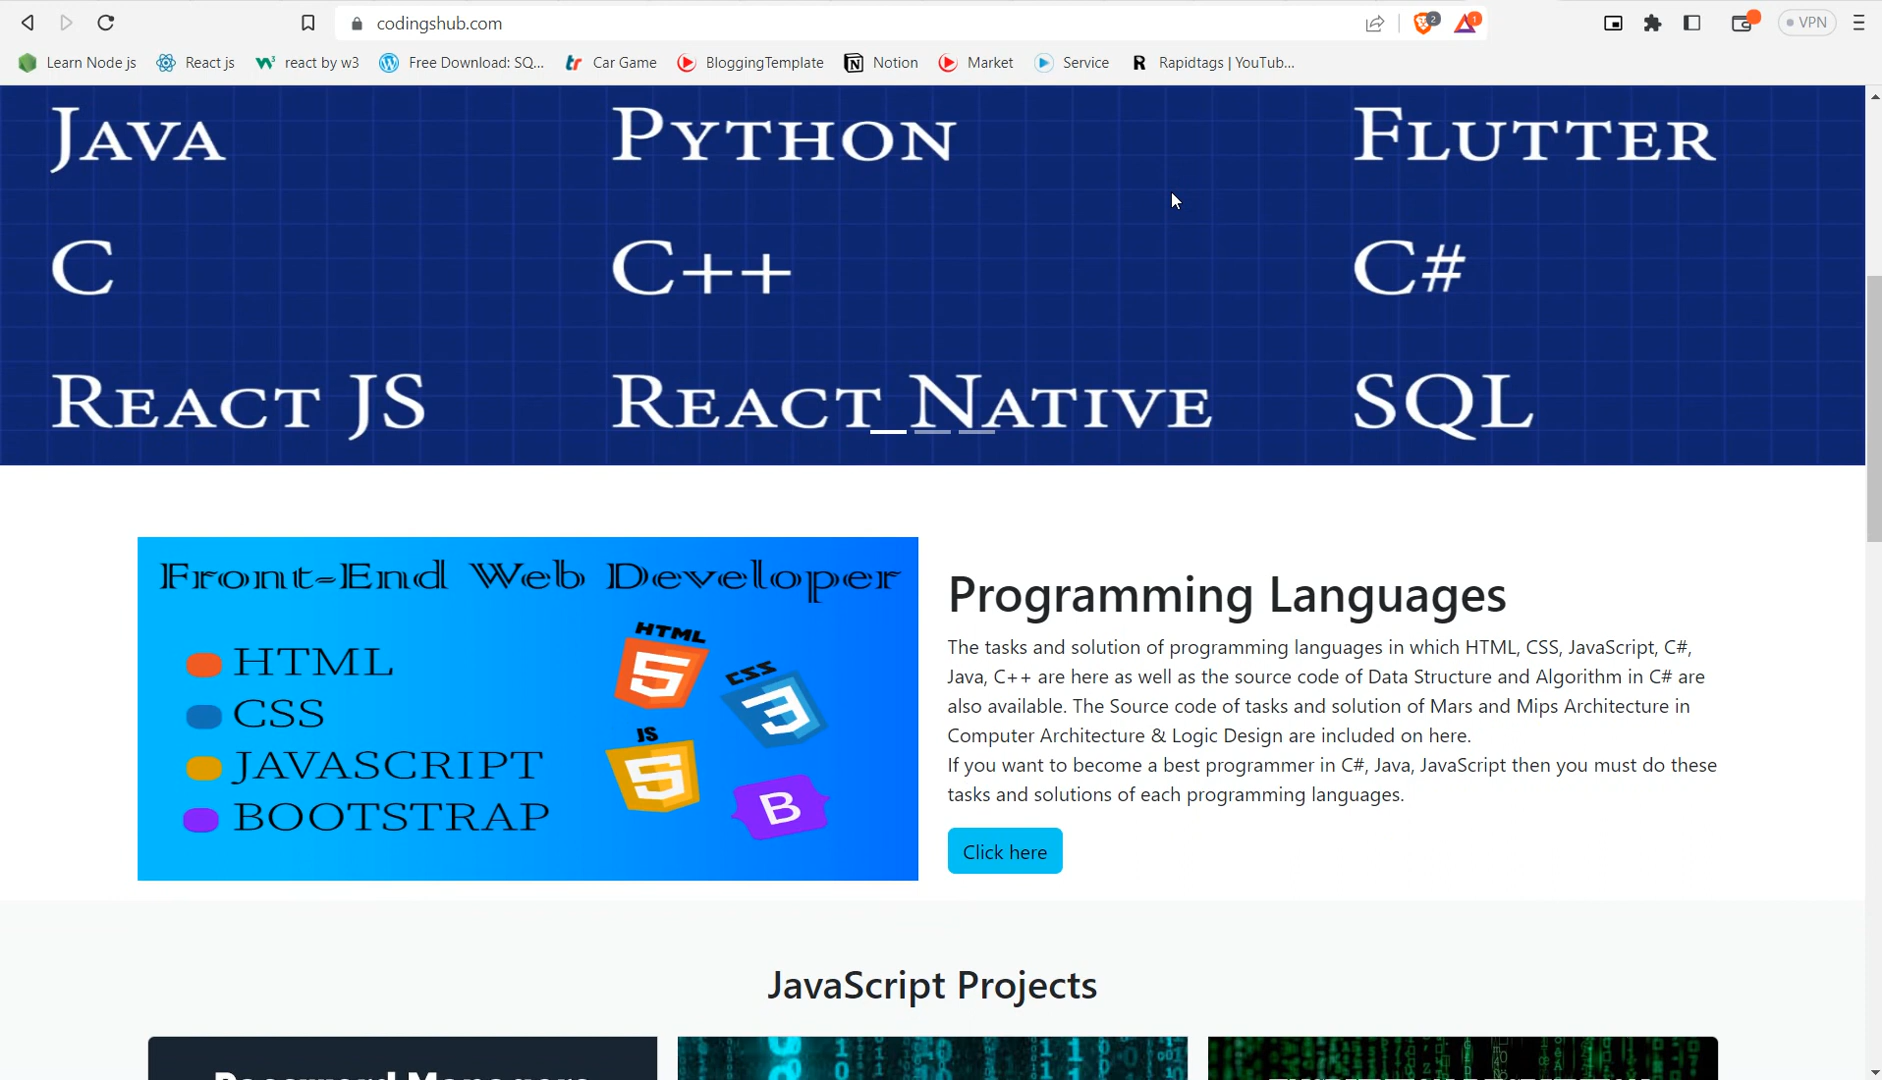 codingshub.com
2
1
VPN
Learn Node js
React js
react by w3
Free Download: SQ...
Car Game
BloggingTemplate
Notion
Market
Service
Rapidtags | YouTub...
JAVA PYTHON FLUTTER
C C++ C#
REACT JS REACT NATIVE SQL
Front-End Web Developer
HTML
CSS
JAVASCRIPT
BOOTSTRAP
HTML
5
CSS
3
JS
5
B
Programming Languages
The tasks and solution of programming languages in which HTML, CSS, JavaScript, C#,
Java, C++ are here as well as the source code of Data Structure and Algorithm in C# are
also available. The Source code of tasks and solution of Mars and Mips Architecture in
Computer Architecture & Logic Design are included on here.
If you want to become a best programmer in C#, Java, JavaScript then you must do these
tasks and solutions of each programming languages.
Click here
JavaScript Projects